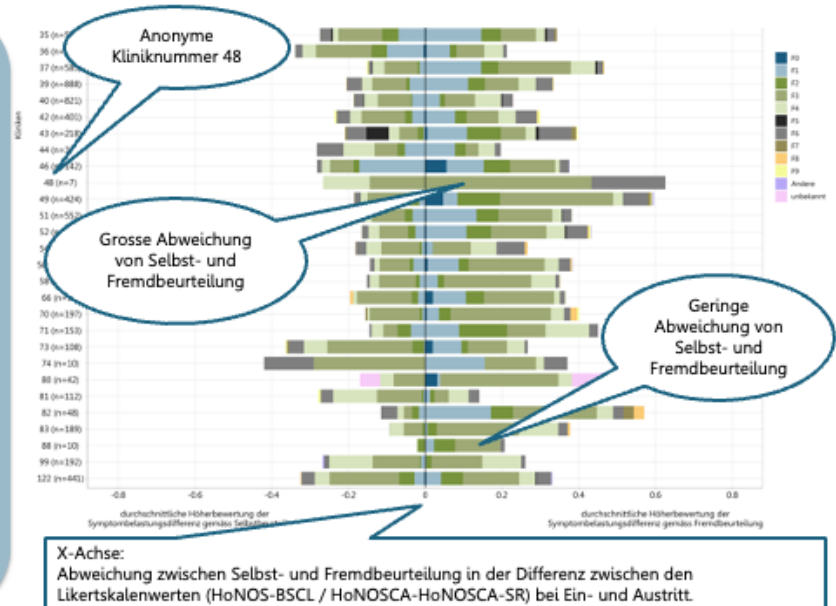 Anonyme
Kliniknummer 48
Kliniken
35
36
37
39 (n=888)
40 (n=821)
42 (n=401)
43 (n=218)
44
46
48 (n=7)
49 (n=424)
51 (n=552)
52
66
70 (n=197)
71 (n=153)
73 (n=108)
74 (n=10)
80 (n=42)
81 (n=112)
82 (n=48)
83 (n=189)
88 (n=10)
99 (n=192)
122 (n=441)
F0
F1
F2
F3
F4
F5
F6
F7
F8
F9
Andere
unbekannt
Grosse Abweichung
von Selbst- und
Fremdbeurteilung
Geringe
Abweichung von
Selbst- und
Fremdbeurteilung
-0.8 -0.6 -0.4 -0.2 0 0.2 0.4 0.6 0.8
durchschnittliche Höherbewertung der
Symptombelastungsdifferenz gemäss
durchschnittliche Höherbewertung der
Symptombelastungsdifferenz gemäss Fremdbeurteilung
X-Achse:
Abweichung zwischen Selbst- und Fremdbeurteilung in der Differenz zwischen den
Likertskalenwerten (HoNOS-BSCL / HoNOSCA-HoNOSCA-SR) bei Ein- und Austritt.